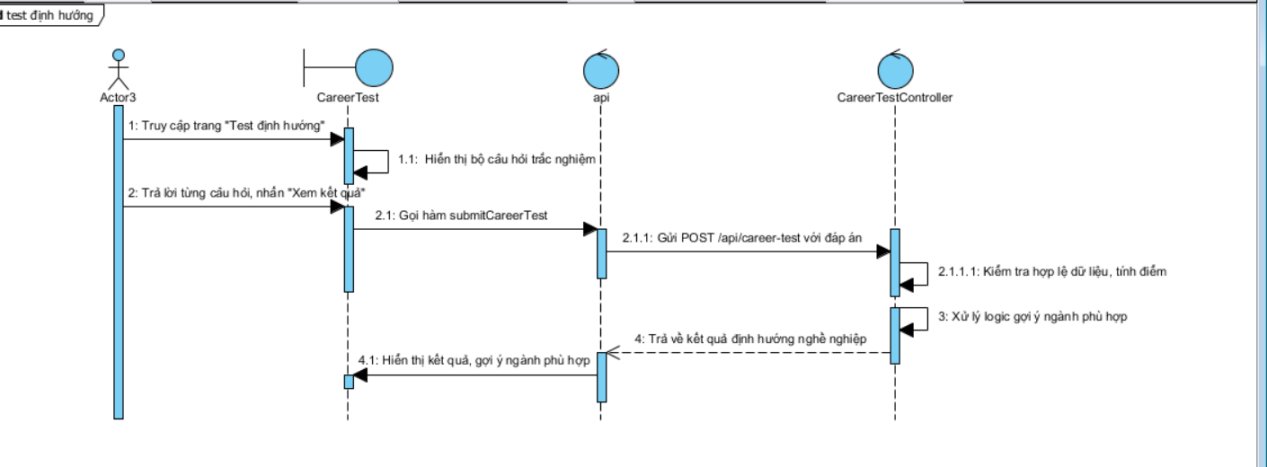 test định hướng
Actor3
CareerTest
api
CareerTestController
1: Truy cập trang "Test định hướng"
1.1: Hiển thị bộ câu hỏi trắc nghiệm
2: Trả lời từng câu hỏi, nhấn "Xem kết quả"
2.1: Gọi hàm submitCareerTest
2.1.1: Gửi POST /api/career-test với đáp án
2.1.1.1: Kiểm tra hợp lệ dữ liệu, tính điểm
3: Xử lý logic gợi ý ngành phù hợp
4: Trả về kết quả định hướng nghề nghiệp
4.1: Hiển thị kết quả, gợi ý ngành phù hợp